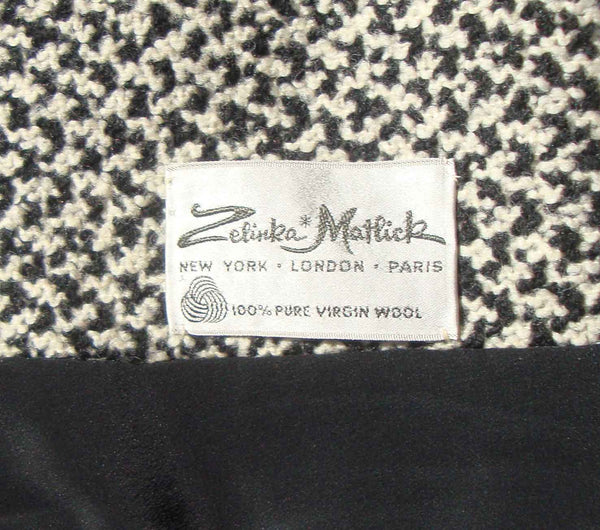 Zelinka*Matlick
NEW YORK · LONDON · PARIS
100% PURE VIRGIN WOOL